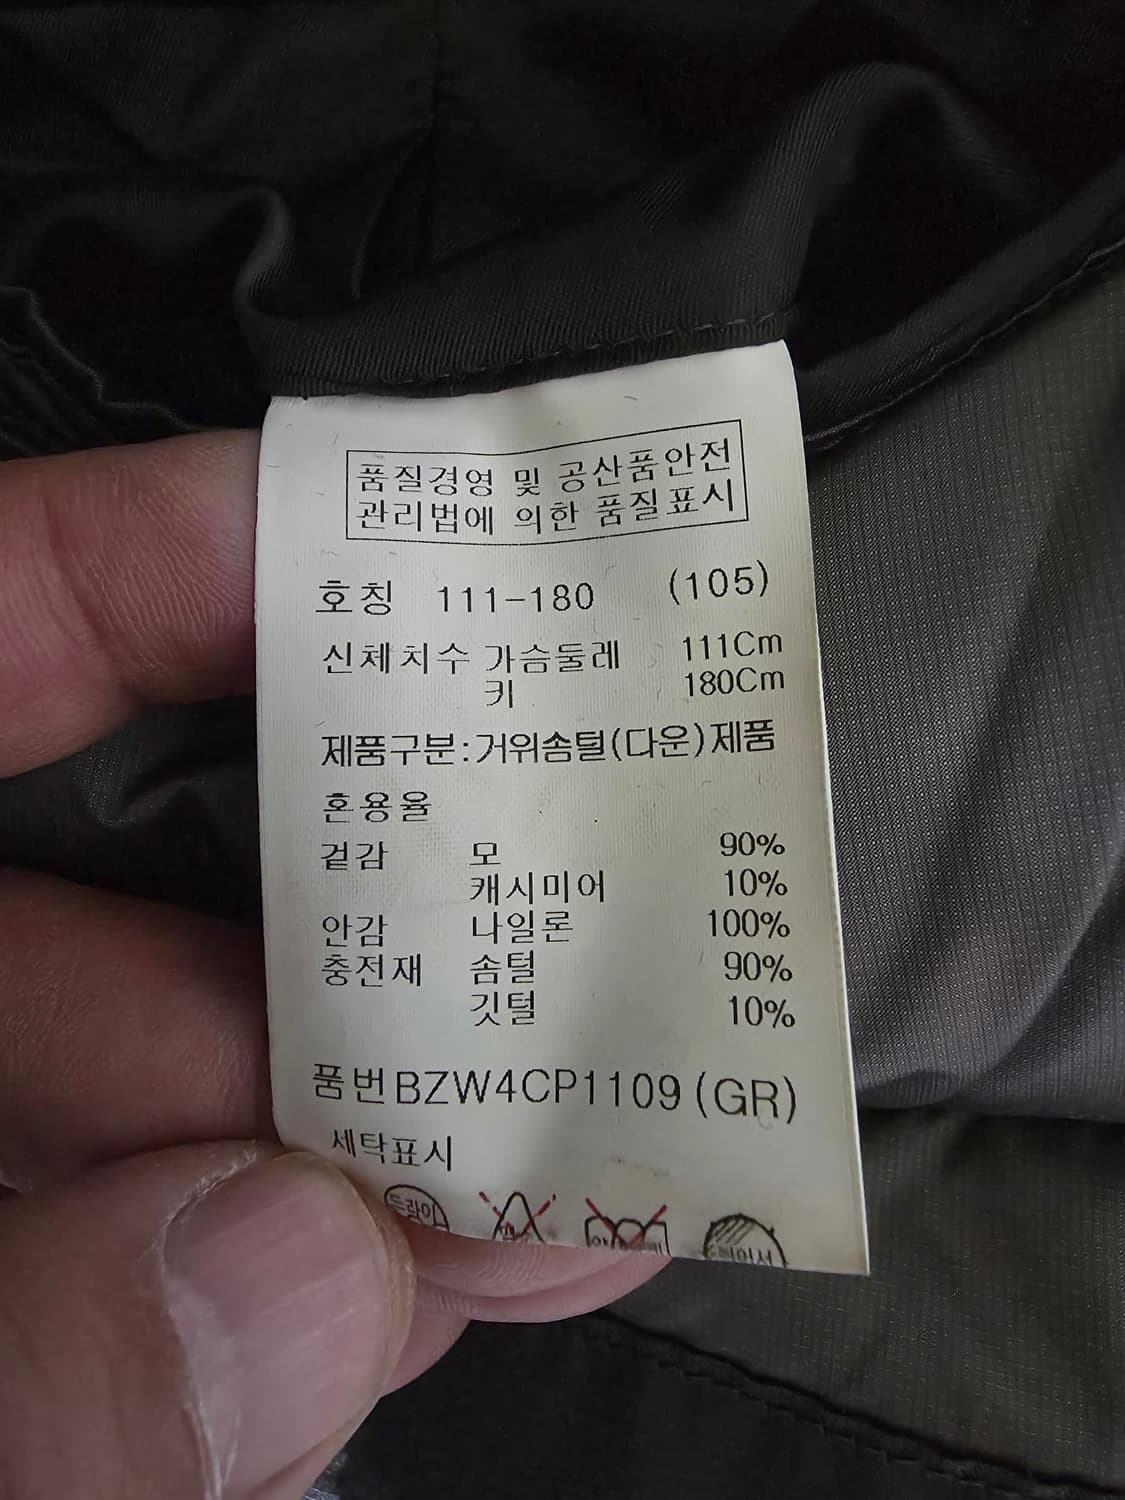 품질경영 및 공산품안전
관리법에 의한 품질표시
호칭 111-180 (105)
신체치수 가슴둘레 111Cm
키 180Cm
제품구분:거위솜털(다운)제품
혼용율
겉감 모 90%
캐시미어 10%
안감 나일론 100%
충전재 솜털 90%
깃털 10%
품번BZW4CP1109(GR)
세탁표시
드라이